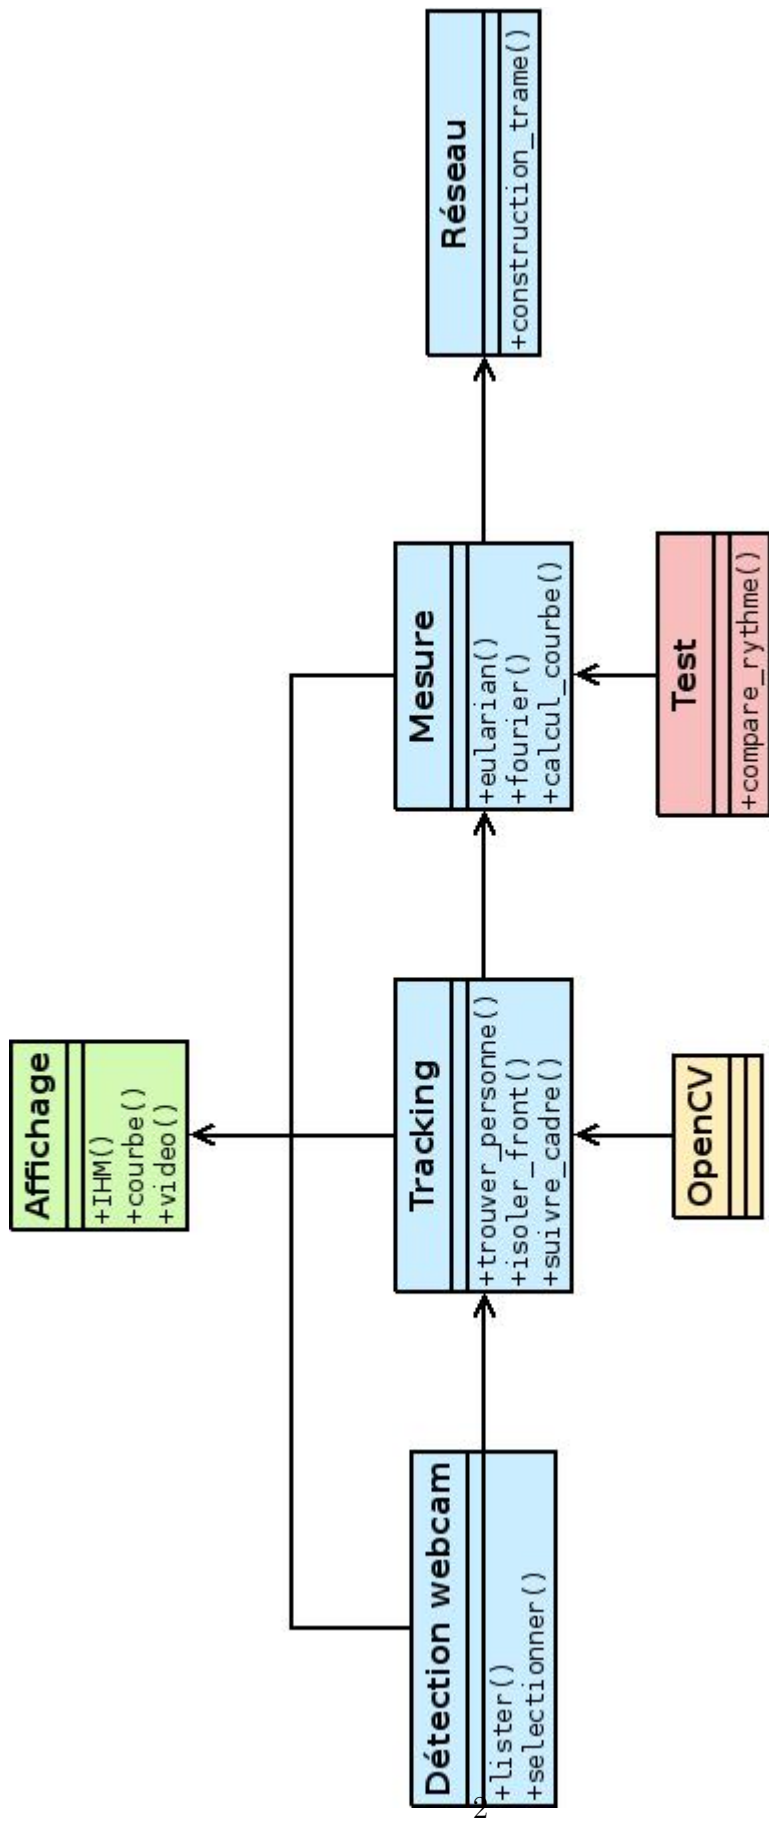 Affichage
+IHM()
+courbe()
+video()
Détection webcam
+lister()
+selectionner()
Tracking
+trouver_personne()
+isoler_front()
+suivre_cadre()
Mesure
+eularian()
+fourier()
+calcul_courbe()
Réseau
+construction_trame()
OpenCV
Test
+compare_rythme()
2